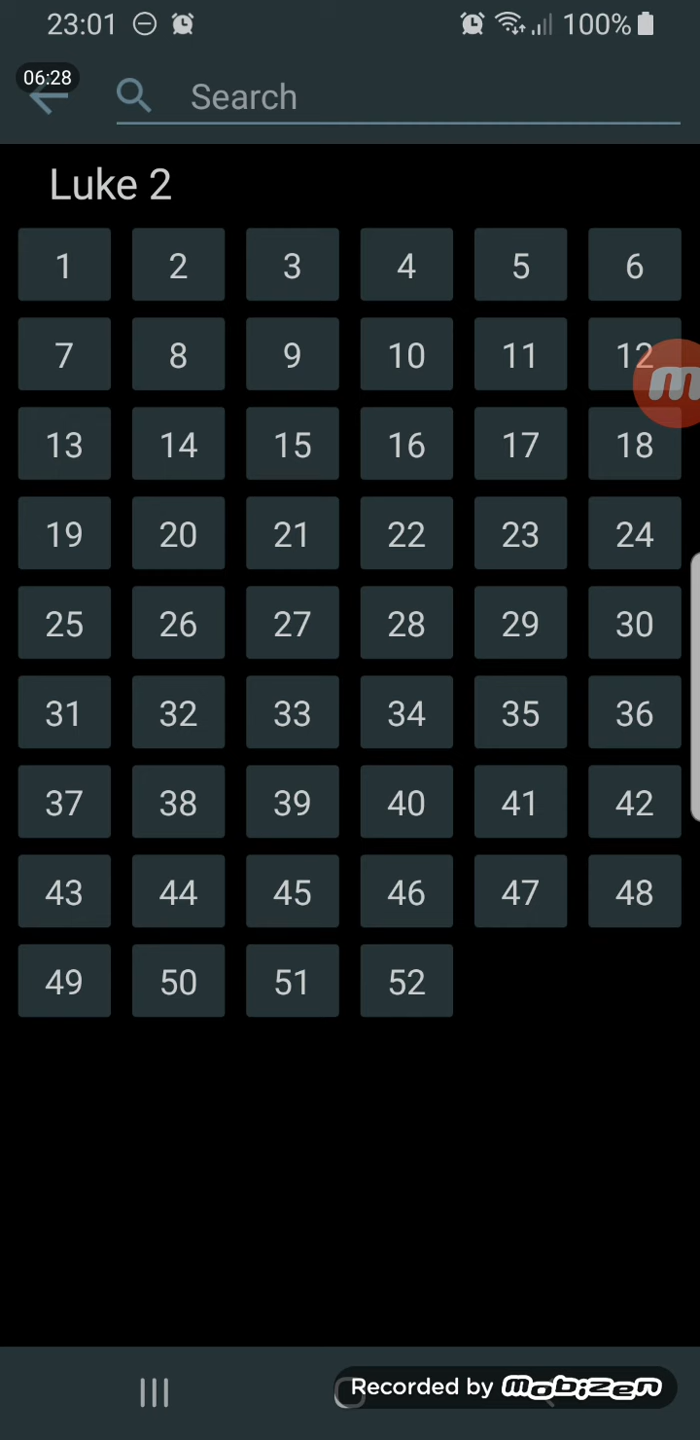 23:01 100%
06:28
Search
Luke 2
1 2 3 4 5 6
7 8 9 10 11 12
13 14 15 16 17 18
19 20 21 22 23 24
25 26 27 28 29 30
31 32 33 34 35 36
37 38 39 40 41 42
43 44 45 46 47 48
49 50 51 52
Recorded by mobizen